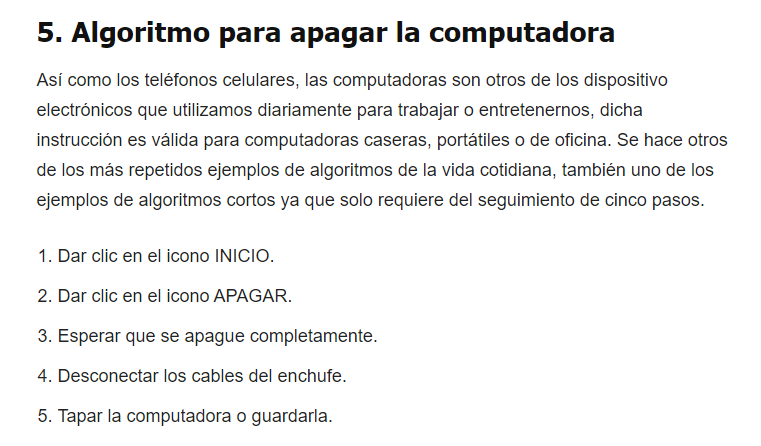 5. Algoritmo para apagar la computadora
Así como los teléfonos celulares, las computadoras son otros de los dispositivo
electrónicos que utilizamos diariamente para trabajar o entretenernos, dicha
instrucción es válida para computadoras caseras, portátiles o de oficina. Se hace otros
de los más repetidos ejemplos de algoritmos de la vida cotidiana, también uno de los
ejemplos de algoritmos cortos ya que solo requiere del seguimiento de cinco pasos.
1. Dar clic en el icono INICIO.
2. Dar clic en el icono APAGAR.
3. Esperar que se apague completamente.
4. Desconectar los cables del enchufe.
5. Tapar la computadora o guardarla.